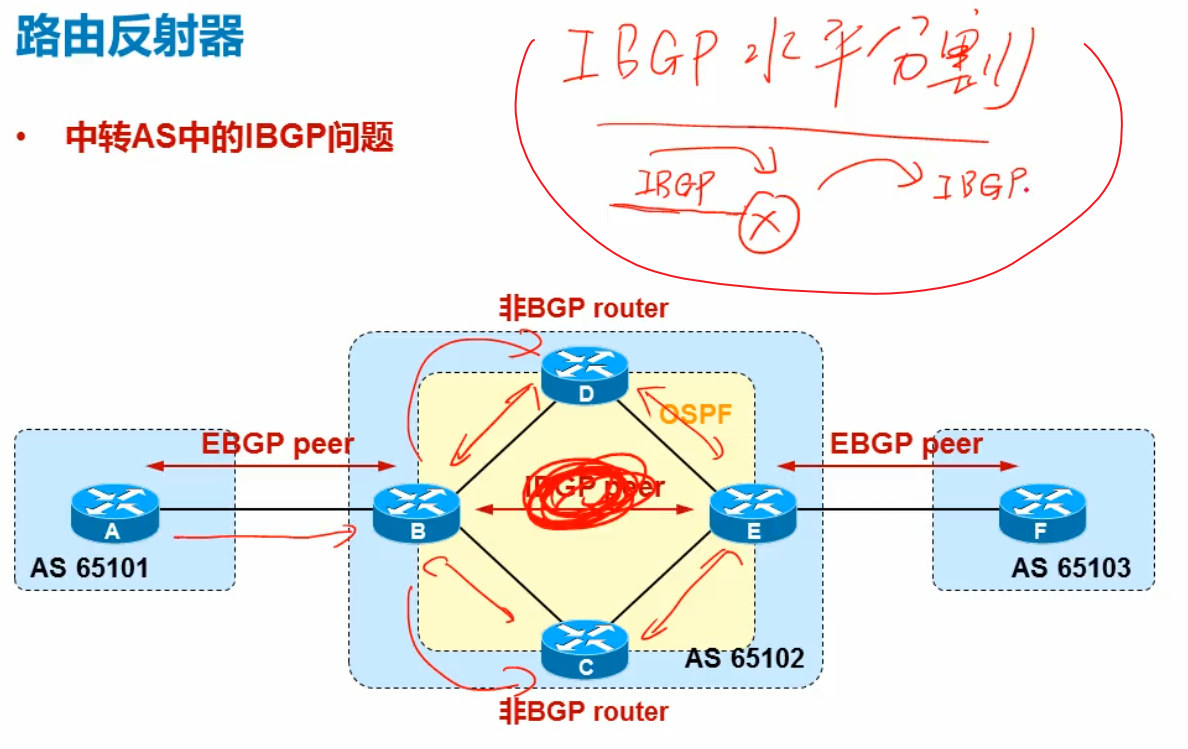 路由反射器
IBGP 水平分割
• 中转AS中的IBGP问题
IBGP
IBGP.
非BGP router
D
OSPF
EBGP peer
EBGP peer
IBGP peer
A
B
E
F
AS 65101
AS 65103
C
AS 65102
非BGP router